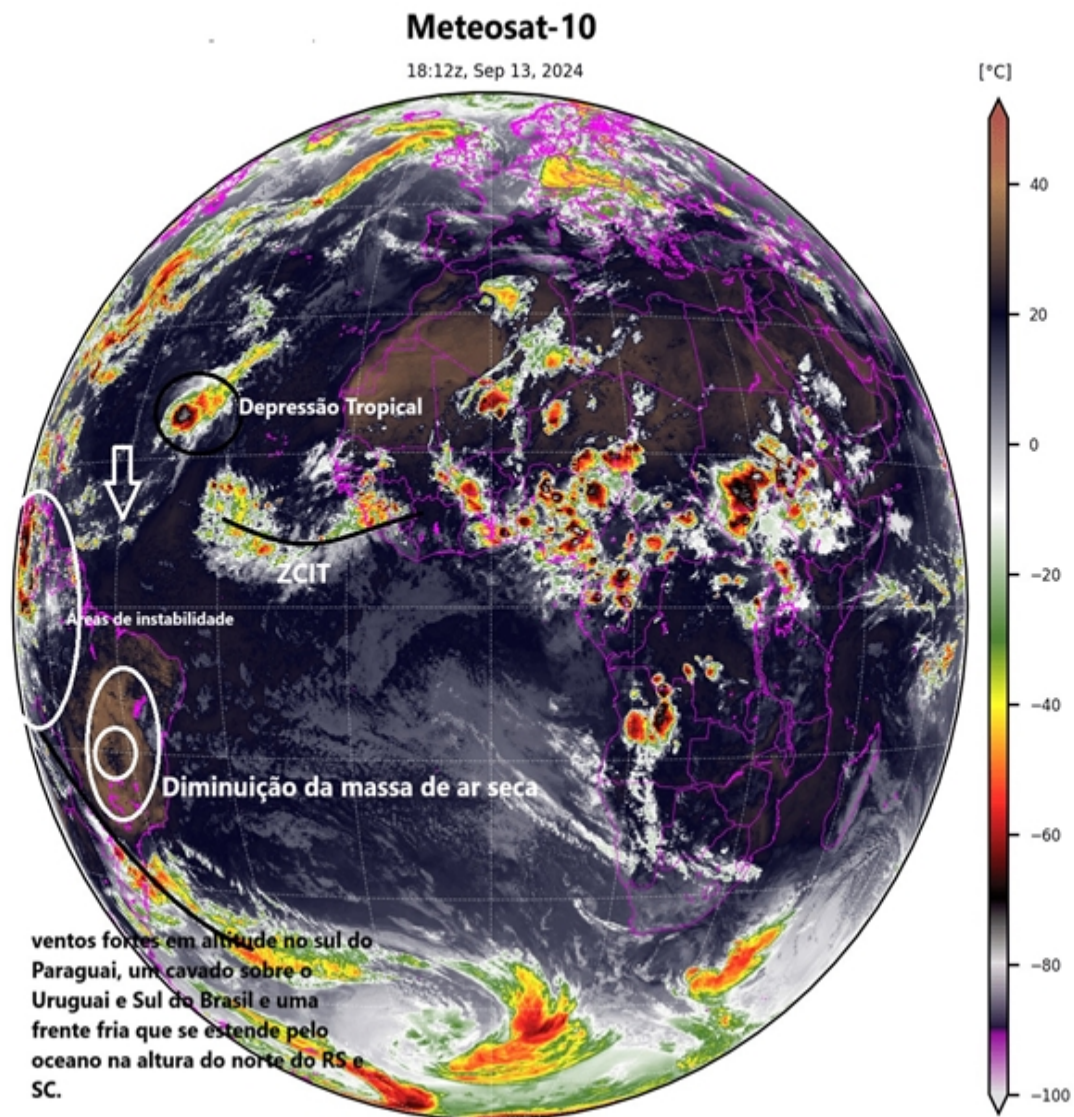 Meteosat-10
18:12z, Sep 13, 2024
[°C]
40
20
0
−20
−40
−60
−80
−100
Depressão Tropical
ZCIT
Áreas de instabilidade
Diminuição da massa de ar seca
ventos fortes em altitude no sul do
Paraguai, um cavado sobre o
Uruguai e Sul do Brasil e uma
frente fria que se estende pelo
oceano na altura do norte do RS e
SC.